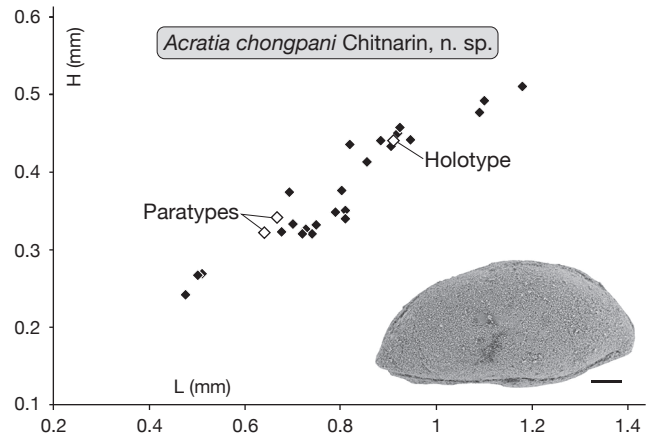 Acratia chongpani Chitnarin, n. sp.
H (mm)
0.6
0.5
0.4
0.3
0.2
0.1
Holotype
Paratypes
L (mm)
0.2 0.4 0.6 0.8 1 1.2 1.4